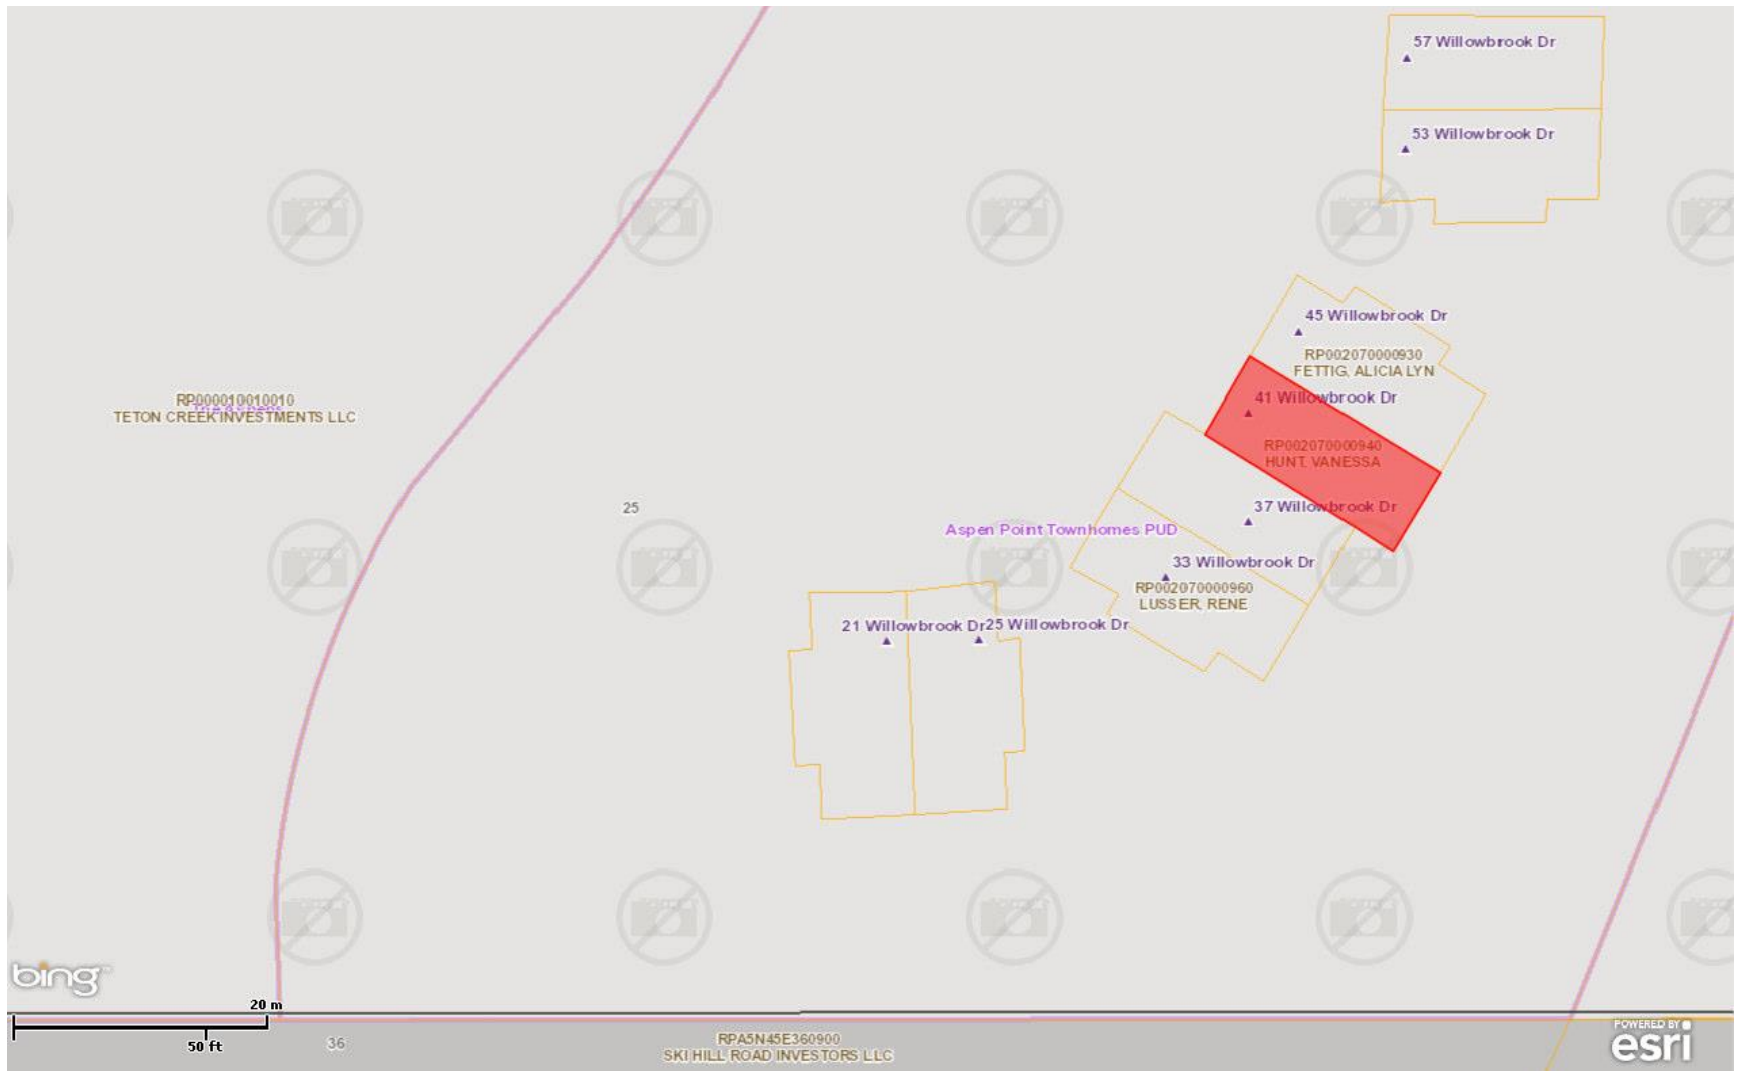 57 Willowbrook Dr
53 Willowbrook Dr
45 Willowbrook Dr
RP002070000930
FETTIG, ALICIA LYN
RP000010010010
TETON CREEK INVESTMENTS LLC
41 Willowbrook Dr
RP002070000940
HUNT, VANESSA
25
37 Willowbrook Dr
Aspen Point Townhomes PUD
33 Willowbrook Dr
RP002070000960
LUSSER, RENE
21 Willowbrook Dr
25 Willowbrook Dr
bing
20 m
50 ft
36
RPA5N45E360900
SKI HILL ROAD INVESTORS LLC
POWERED BY
esri